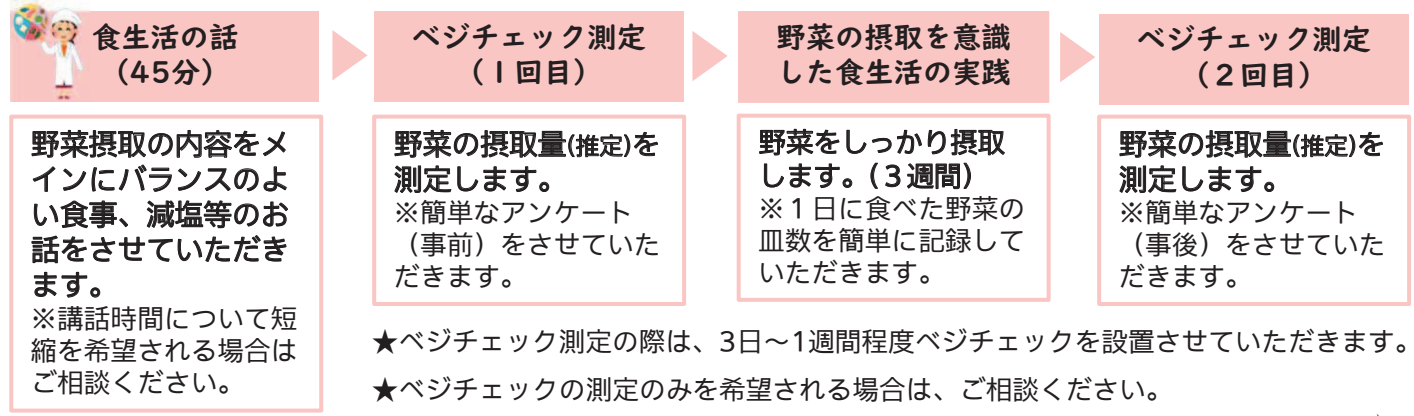 食生活の話
（45分）
野菜摂取の内容をメ
インにバランスのよ
い食事、減塩等のお
話をさせていただき
ます。
※講話時間について短
縮を希望される場合は
ご相談ください。
ベジチェック測定
（１回目）
野菜の摂取量(推定)を
測定します。
※簡単なアンケート
（事前）をさせていた
だきます。
野菜の摂取を意識
した食生活の実践
野菜をしっかり摂取
します。(３週間)
※１日に食べた野菜の
皿数を簡単に記録して
いただきます。
ベジチェック測定
（２回目）
野菜の摂取量(推定)を
測定します。
※簡単なアンケート
（事後）をさせていた
だきます。
★ベジチェック測定の際は、3日～1週間程度ベジチェックを設置させていただきます。
★ベジチェックの測定のみを希望される場合は、ご相談ください。